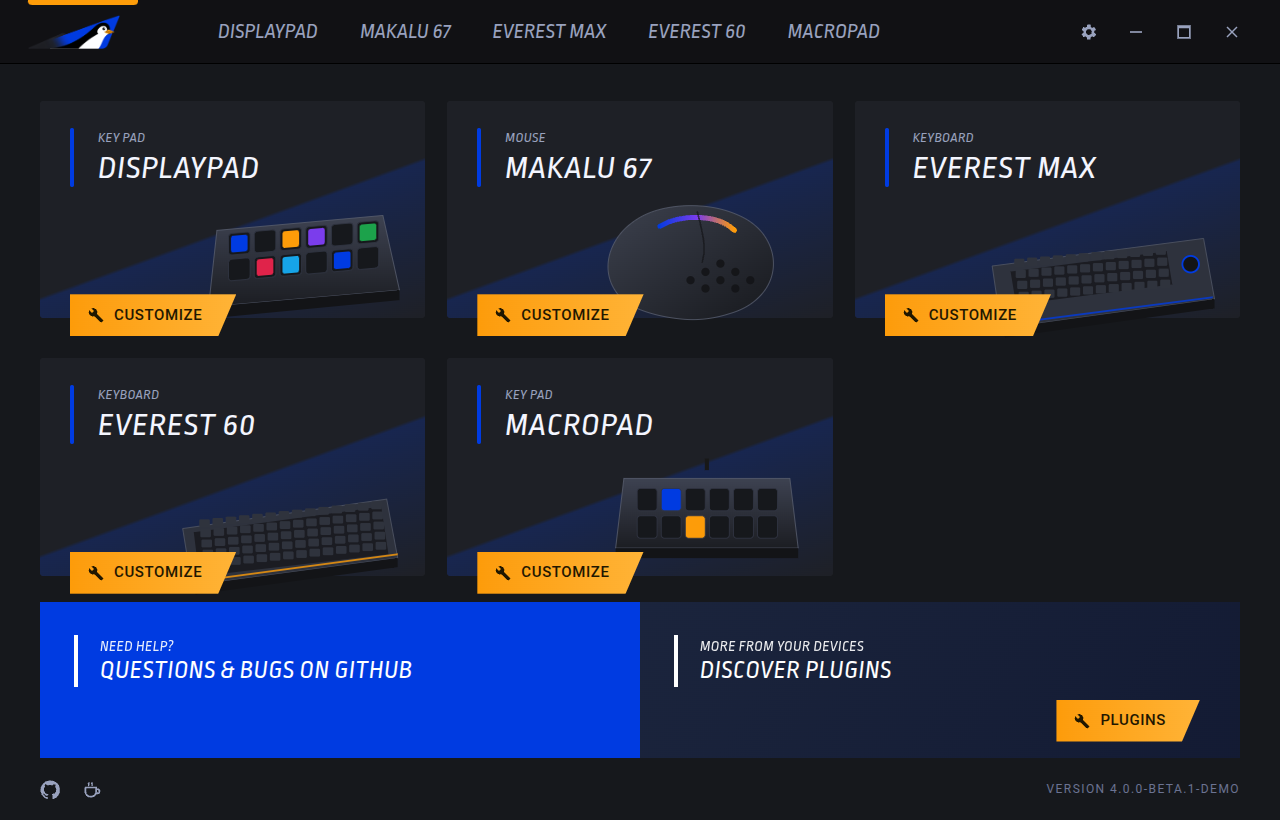 DISPLAYPAD MAKALU 67 EVEREST MAX EVEREST 60 MACROPAD
KEY PAD
DISPLAYPAD
CUSTOMIZE
MOUSE
MAKALU 67
CUSTOMIZE
KEYBOARD
EVEREST MAX
CUSTOMIZE
KEYBOARD
EVEREST 60
CUSTOMIZE
KEY PAD
MACROPAD
CUSTOMIZE
NEED HELP?
QUESTIONS & BUGS ON GITHUB
MORE FROM YOUR DEVICES
DISCOVER PLUGINS
PLUGINS
VERSION 4.0.0-BETA.1-DEMO